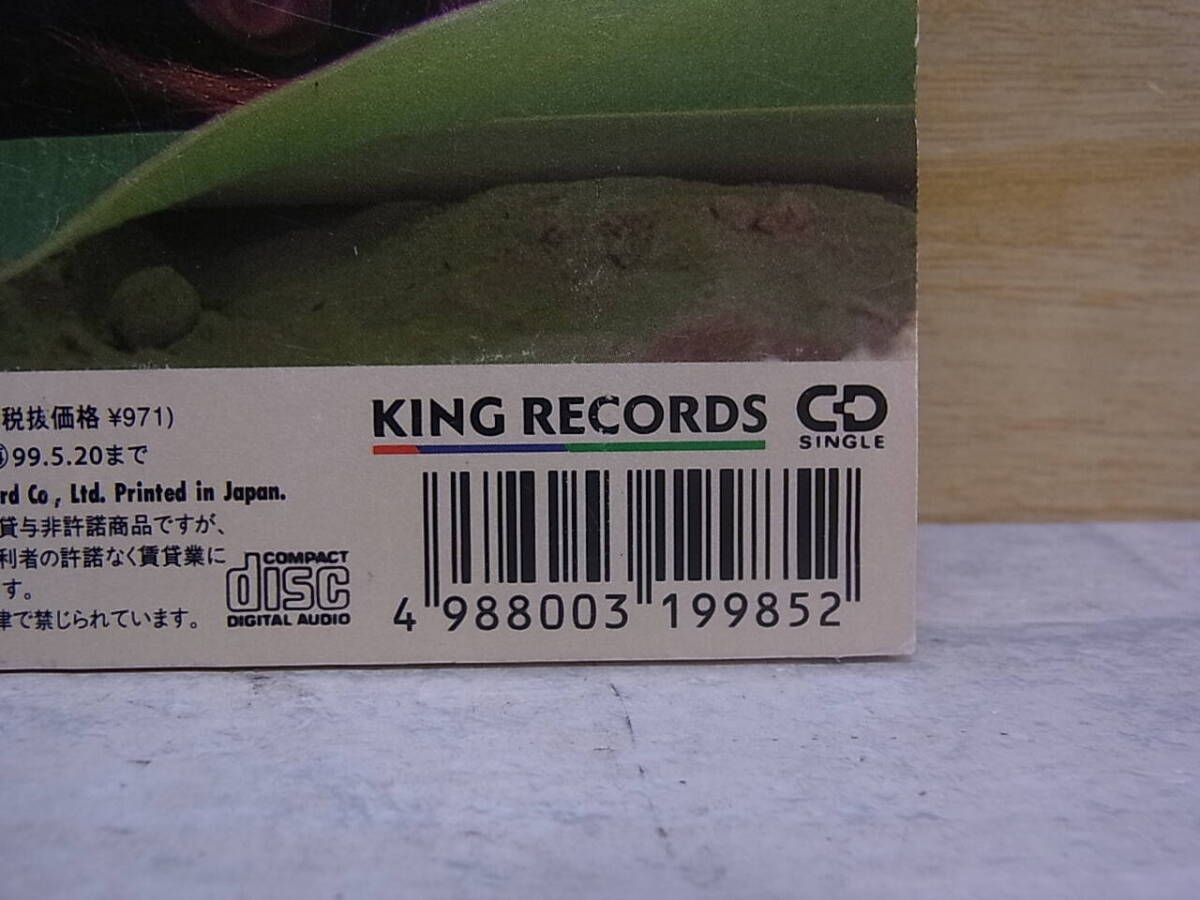 税抜価格 ¥971)
99.5.20まで
rd Co, Ltd. Printed in Japan.
貸与非許諾商品ですが、
利者の許諾なく賃貸業に
す。
律で禁じられています。
COMPACT
disc
DIGITAL AUDIO
KING RECORDS
CD
SINGLE
4 988003 199852